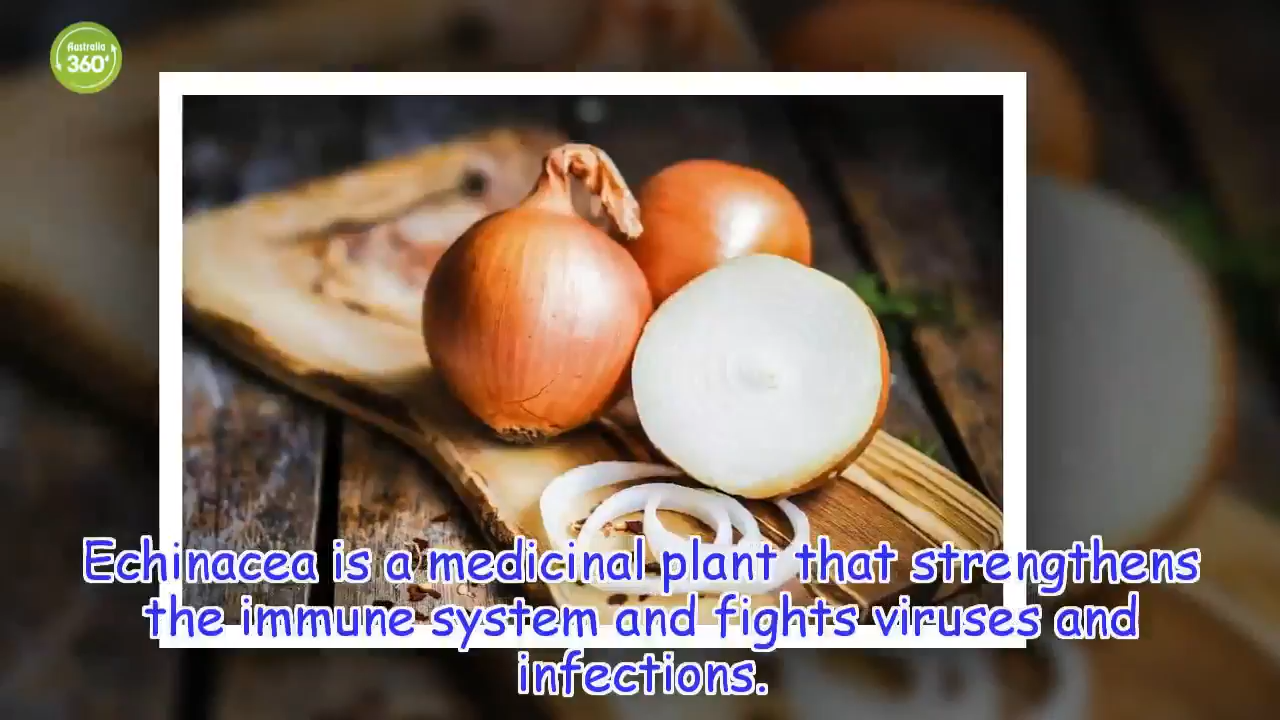 Australia
360°
Echinacea is a medicinal plant that strengthens
the immune system and fights viruses and
infections.